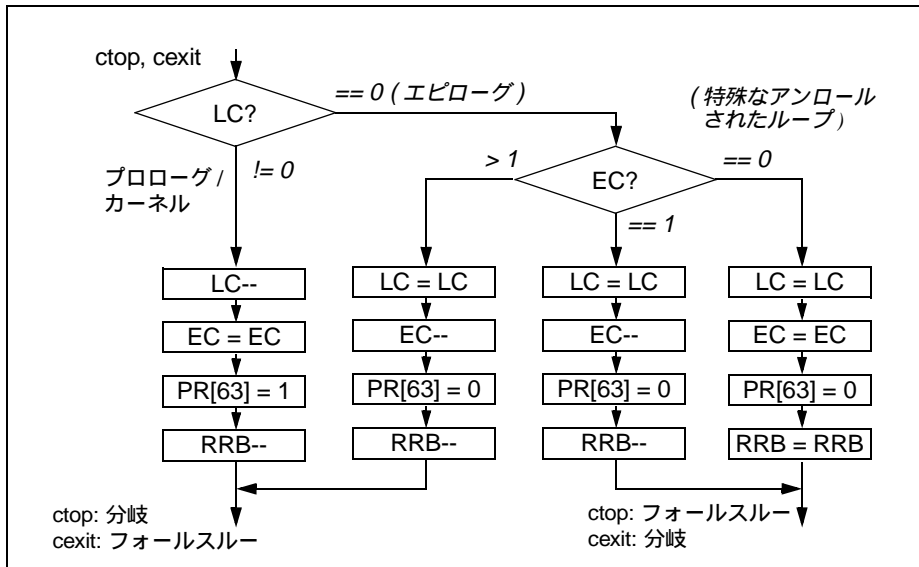 ctop, cexit
LC?
== 0 ( エピローグ )
( 特殊なアンロール
されたループ )
プロローグ /
カーネル
!= 0
> 1
EC?
== 0
== 1
LC--
LC = LC
LC = LC
LC = LC
EC = EC
EC--
EC--
EC = EC
PR[63] = 1
PR[63] = 0
PR[63] = 0
PR[63] = 0
RRB--
RRB--
RRB--
RRB = RRB
ctop: 分岐
cexit: フォールスルー
ctop: フォールスルー
cexit: 分岐